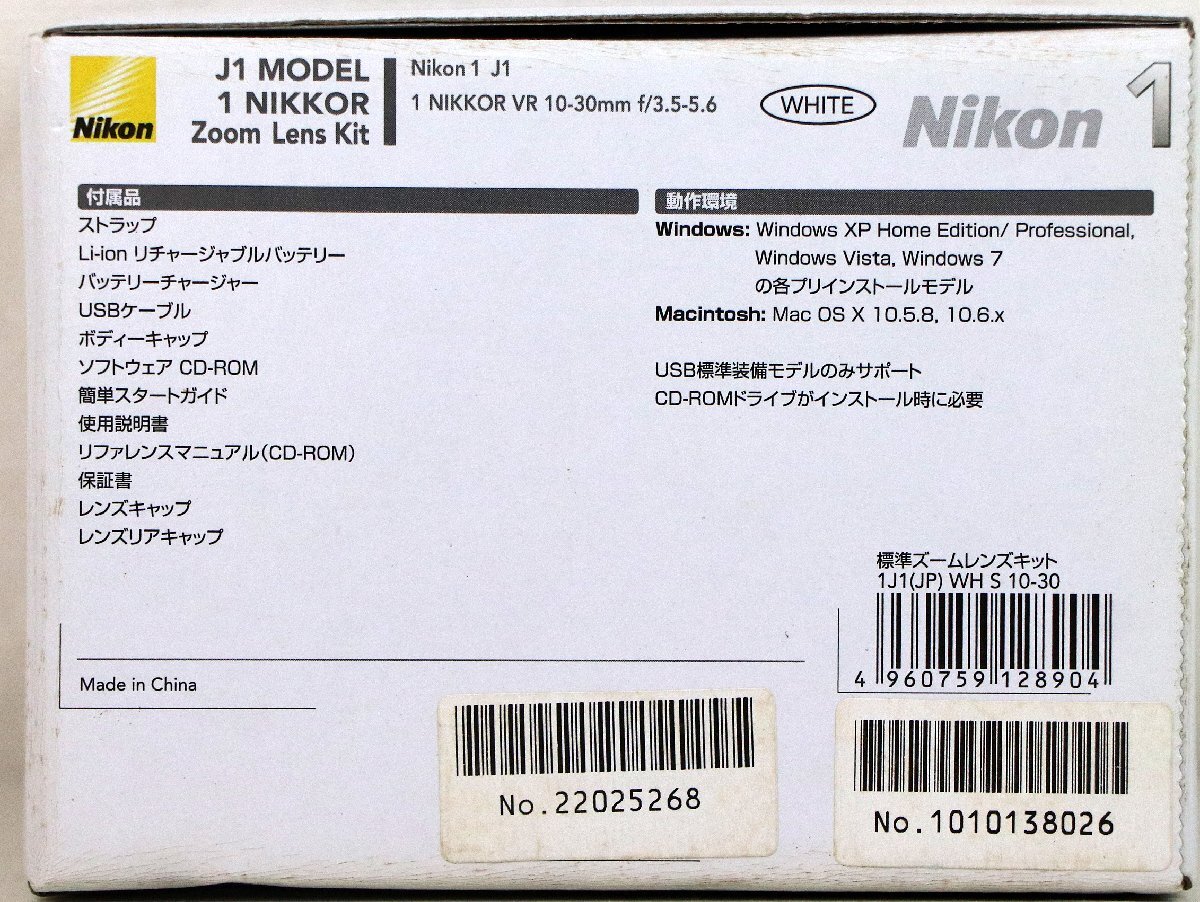 Nikon
J1 MODEL
1 NIKKOR
Zoom Lens Kit
Nikon 1 J1
1 NIKKOR VR 10-30mm f/3.5-5.6
WHITE
Nikon 1
付属品
ストラップ
Li-ion リチャージャブルバッテリー
バッテリーチャージャー
USBケーブル
ボディーキャップ
ソフトウェア CD-ROM
簡単スタートガイド
使用説明書
リファレンスマニュアル(CD-ROM)
保証書
レンズキャップ
レンズリアキャップ
動作環境
Windows: Windows XP Home Edition/ Professional,
Windows Vista, Windows 7
の各プリインストールモデル
Macintosh: Mac OS X 10.5.8, 10.6.x
USB標準装備モデルのみサポート
CD-ROMドライブがインストール時に必要
標準ズームレンズキット
1J1(JP) WH S 10-30
4 960759 128904
Made in China
No.22025268
No.1010138026